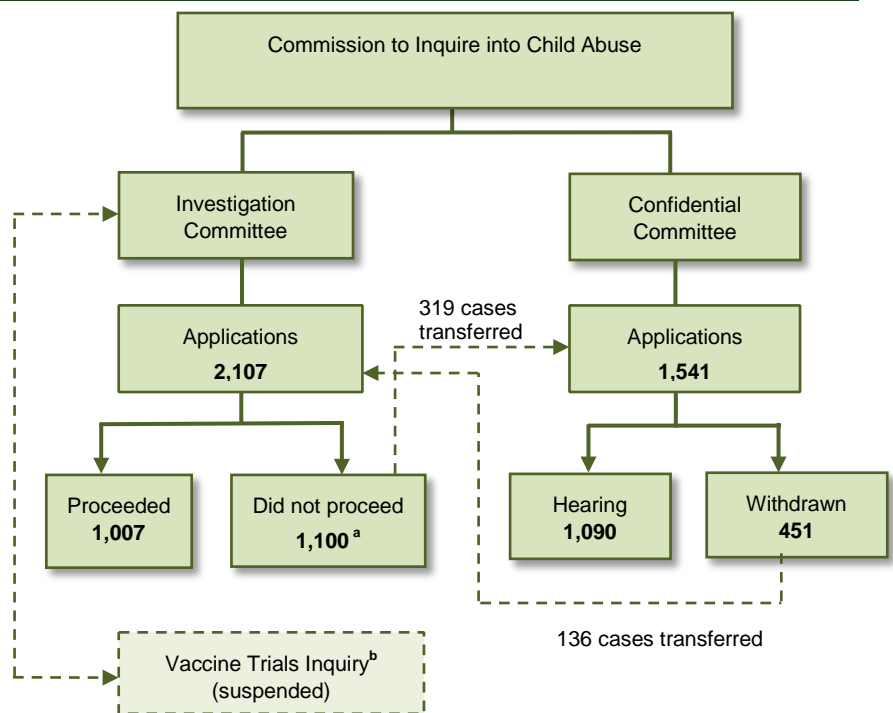 Commission to Inquire into Child Abuse
Investigation
Committee
Confidential
Committee
319 cases
transferred
Applications
2,107
Applications
1,541
Proceeded
1,007
Did not proceed
1,100 a
Hearing
1,090
Withdrawn
451
136 cases transferred
Vaccine Trials Inquiryb
(suspended)